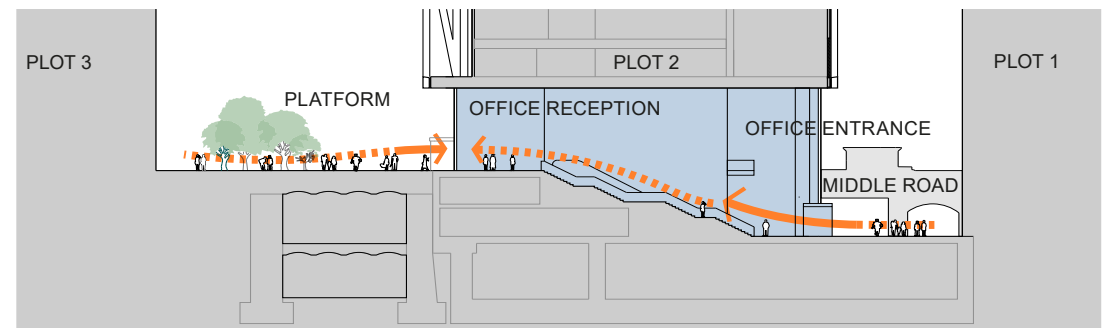 PLOT 3
PLOT 2
PLOT 1
PLATFORM
OFFICE RECEPTION
OFFICE ENTRANCE
MIDDLE ROAD